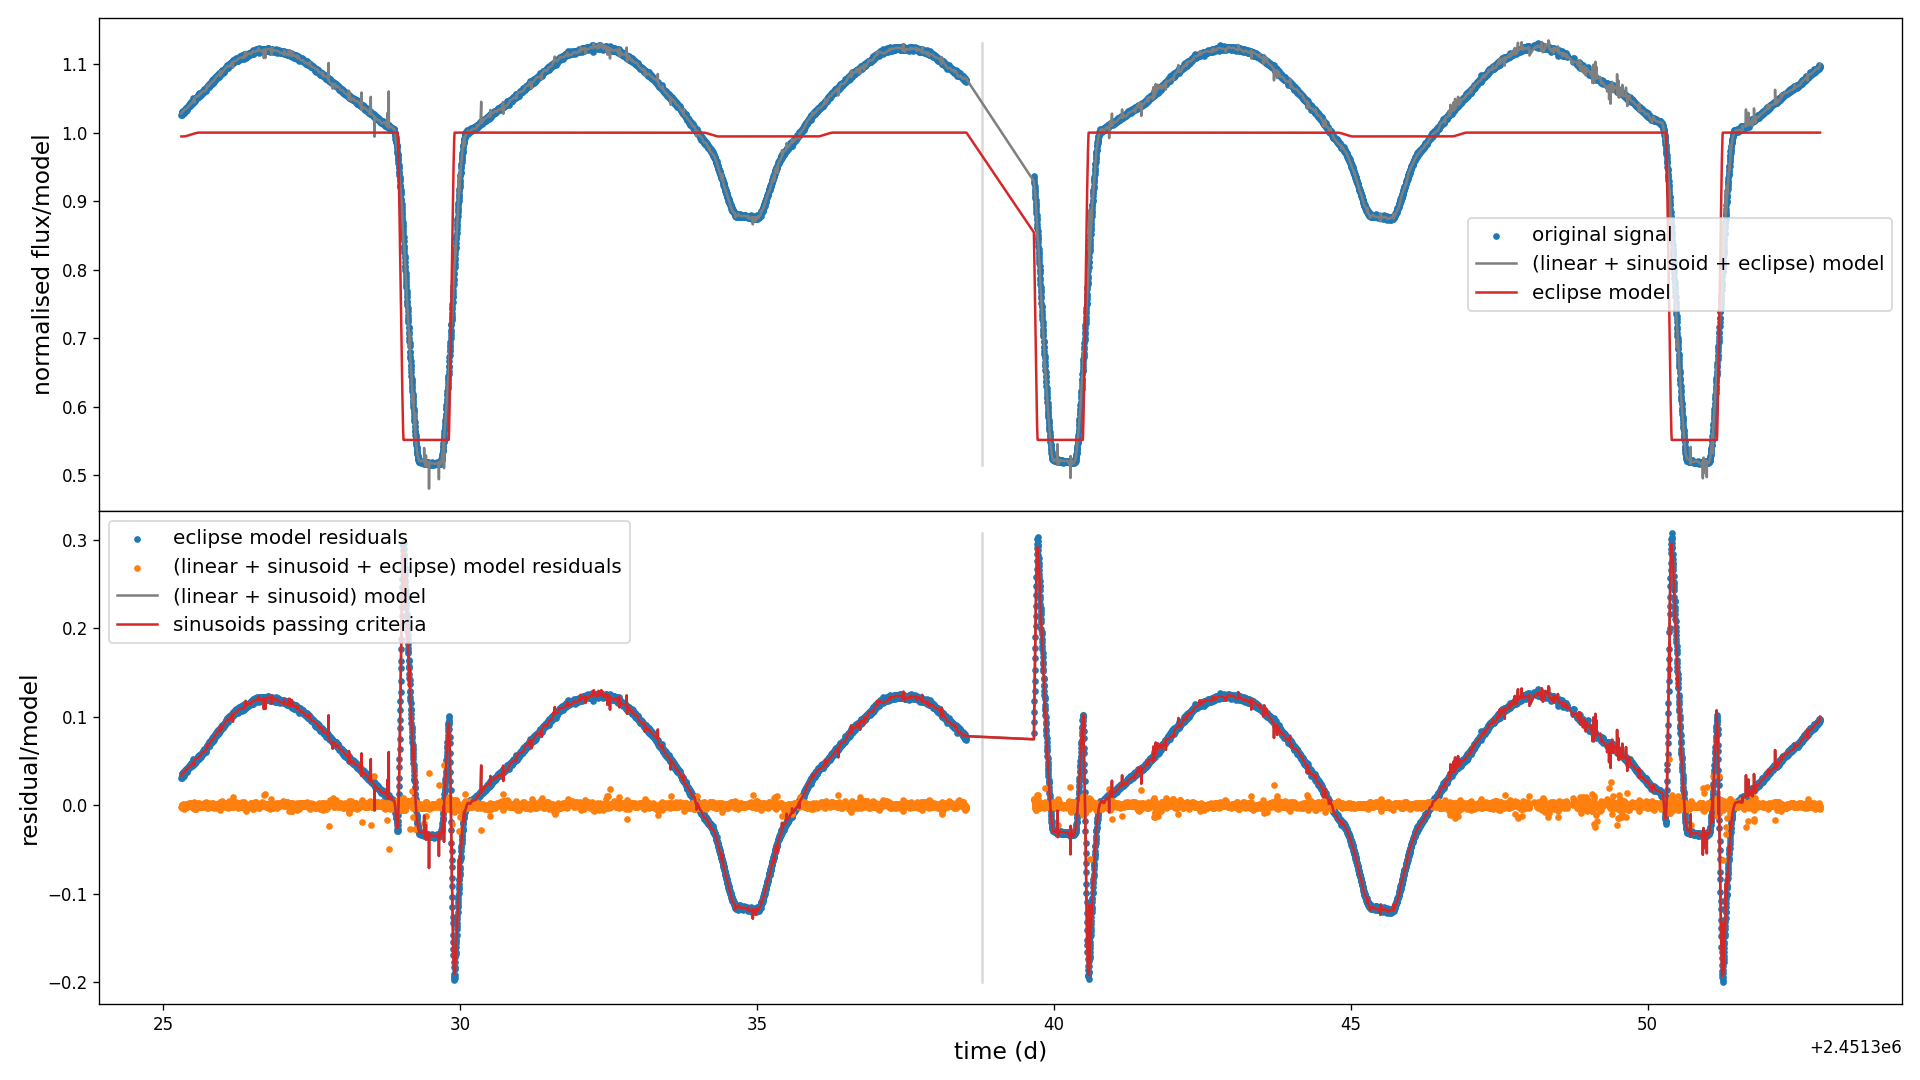 normalised flux/model
1.1
1.0
0.9
0.8
0.7
0.6
0.5
original signal
(linear + sinusoid + eclipse) model
eclipse model
residual/model
0.3
0.2
0.1
0.0
−0.1
−0.2
eclipse model residuals
(linear + sinusoid + eclipse) model residuals
(linear + sinusoid) model
sinusoids passing criteria
25
30
35
40
45
50
time (d)
+2.4513e6